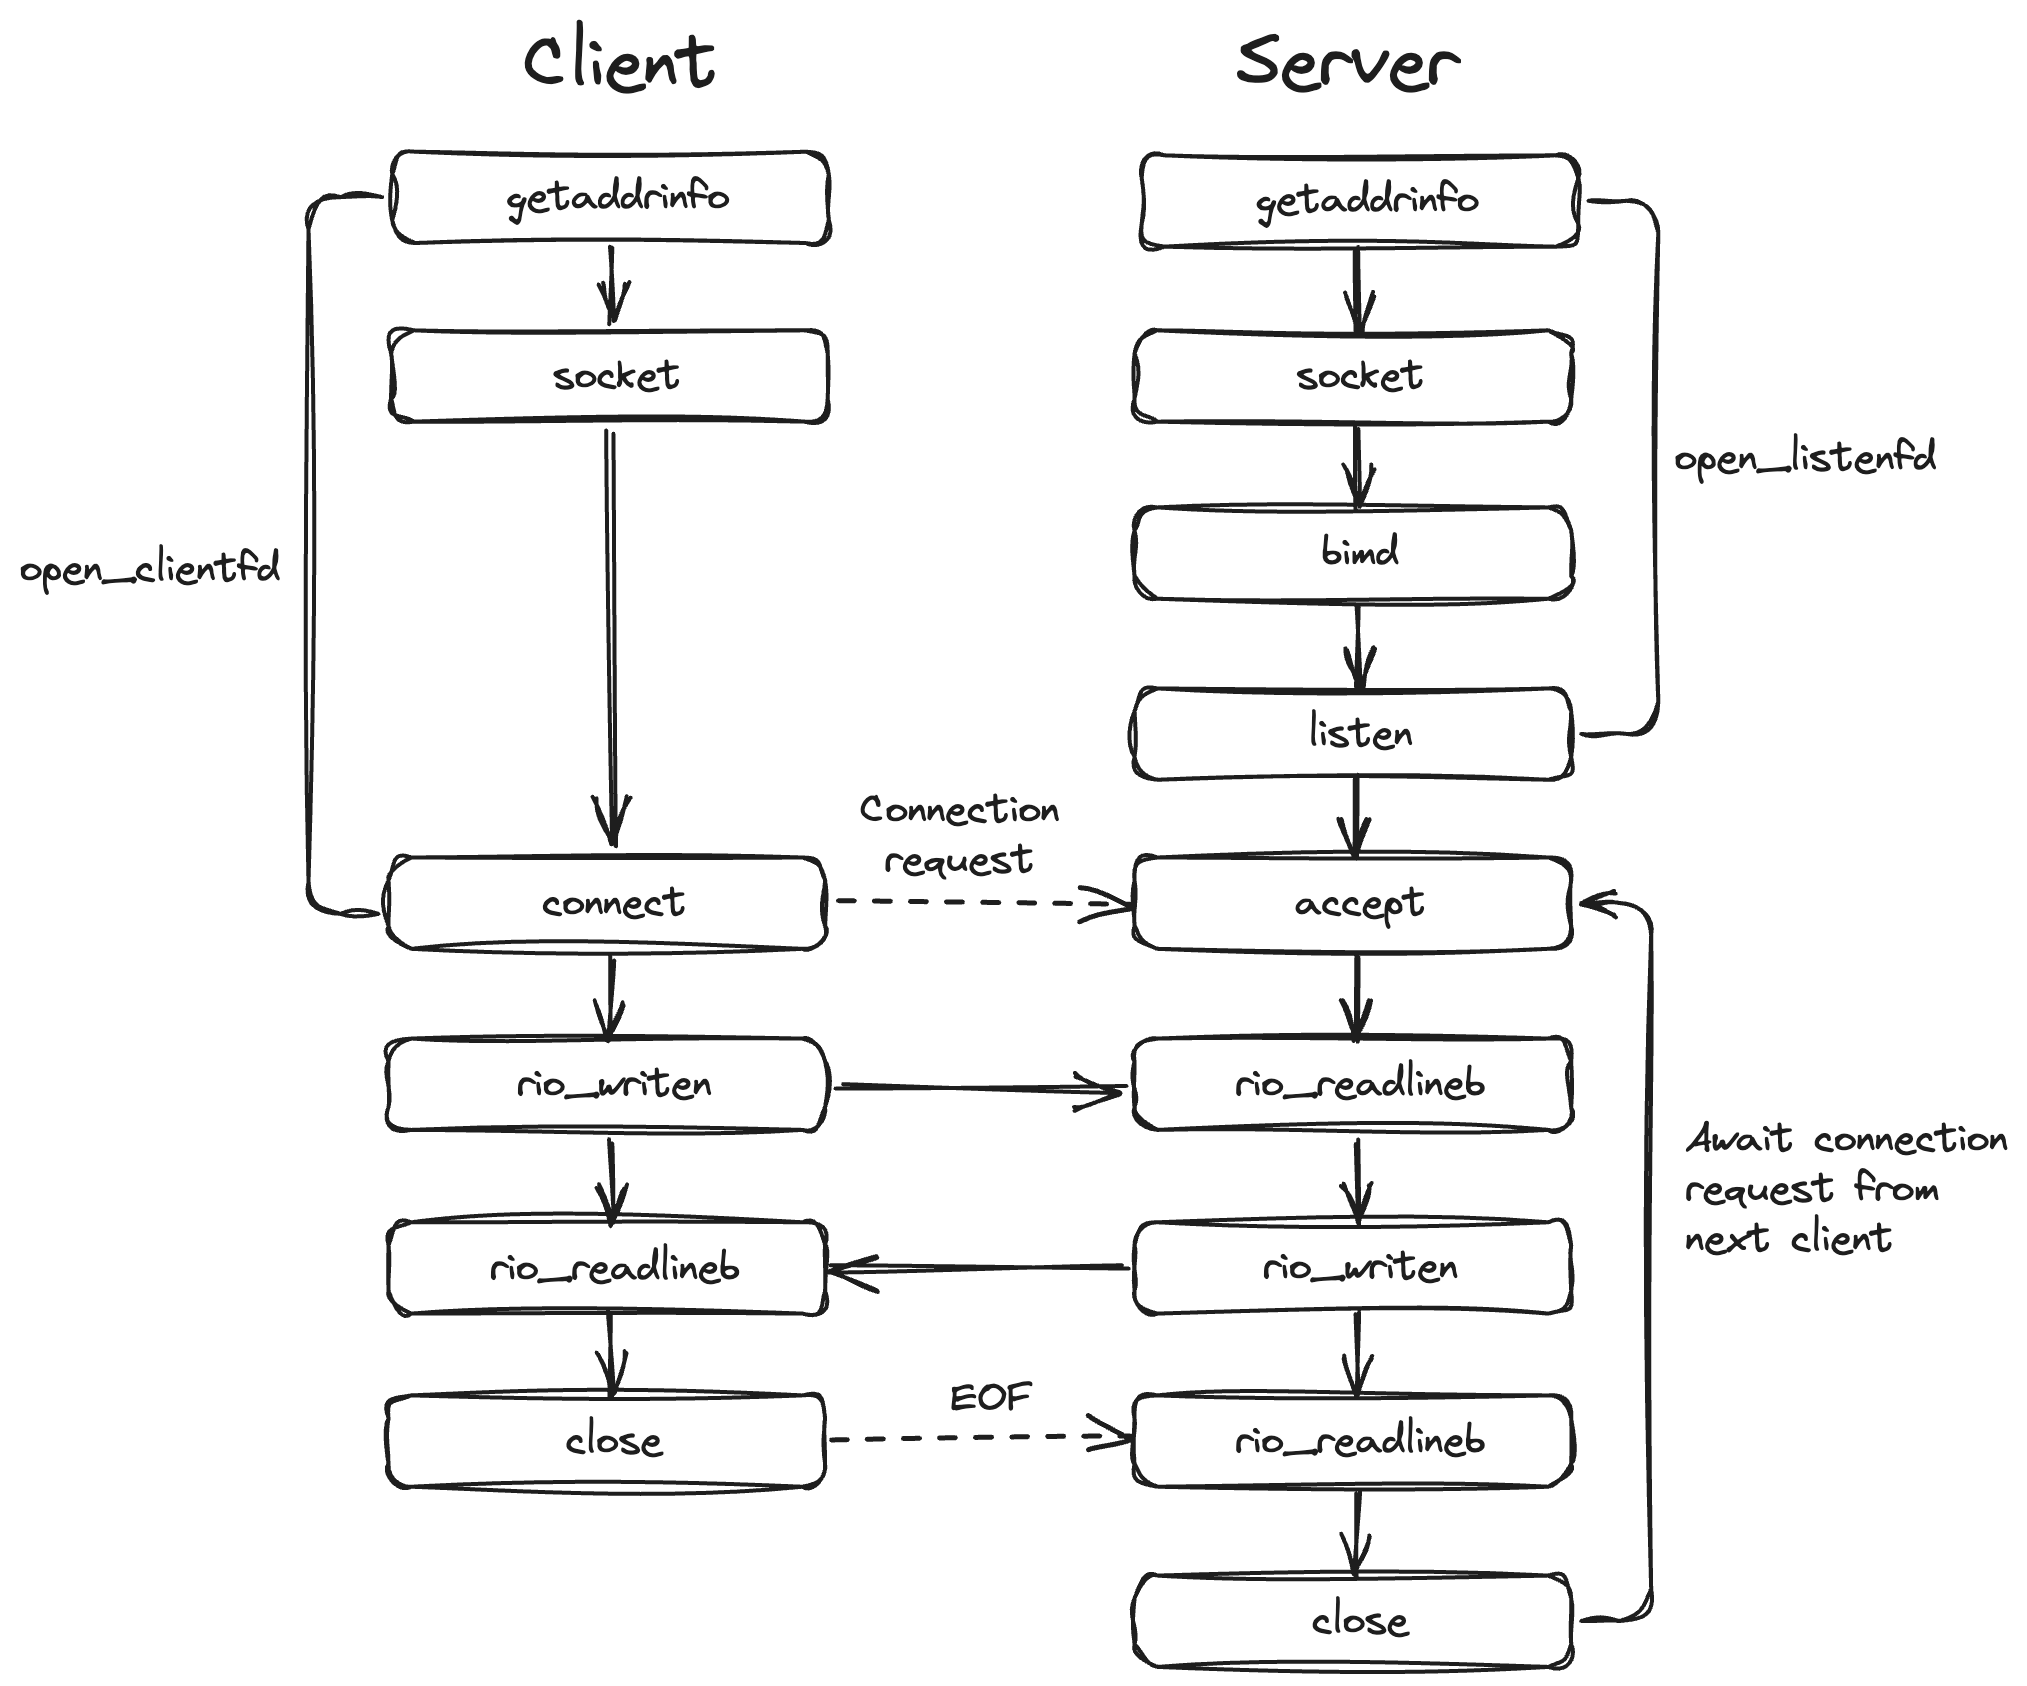 Client
Server
getaddrinfo
getaddrinfo
socket
socket
open_listenfd
bimd
open_clientfd
listen
Connection
request
connect
accept
rio_writen
rio_readlineb
Await connection
request from
next client
rio_readlineb
rio_writen
EOF
close
rio_readlineb
close